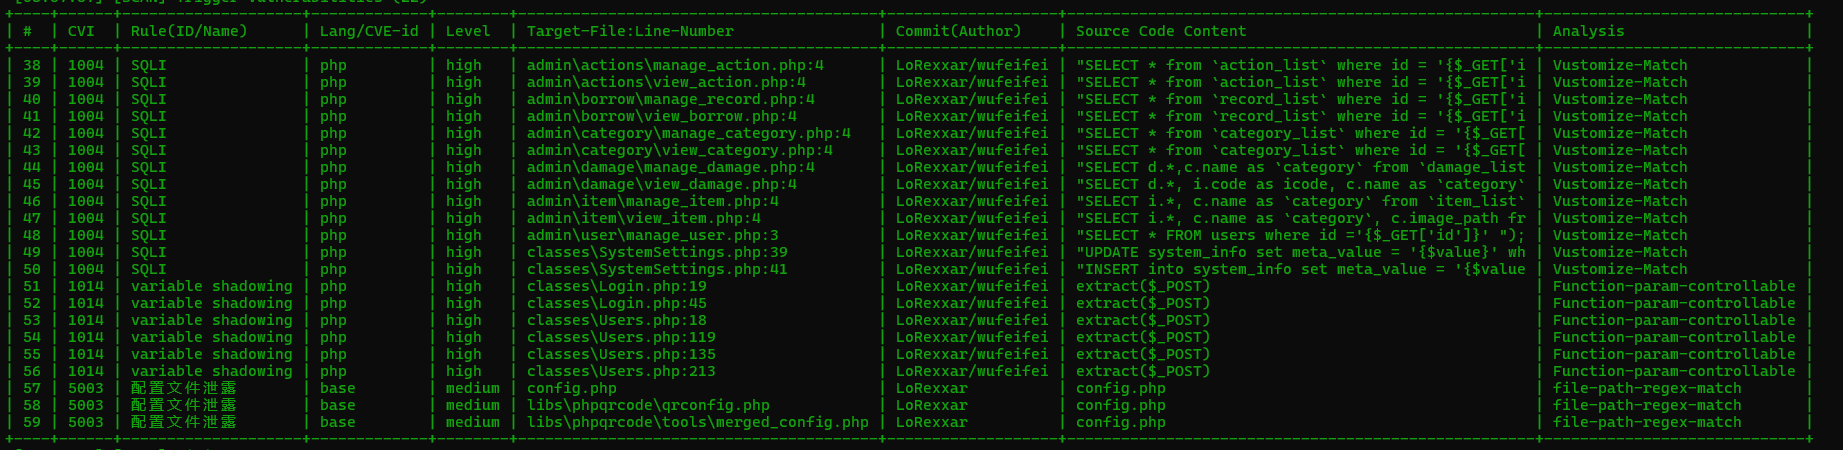 | # | CVI | Rule(ID/Name) | Lang/CVE-id | Level | Target-File:Line-Number | Commit(Author) | Source Code Content | Analysis |
| 38 | 1004 | SQLI | php | high | admin\actions\manage_action.php:4 | LoRexxar/wufeifei | "SELECT * from `action_list` where id = '{$_GET['i | Vustomize-Match |
| 39 | 1004 | SQLI | php | high | admin\actions\view_action.php:4 | LoRexxar/wufeifei | "SELECT * from `action_list` where id = '{$_GET['i | Vustomize-Match |
| 40 | 1004 | SQLI | php | high | admin\borrow\manage_record.php:4 | LoRexxar/wufeifei | "SELECT * from `record_list` where id = '{$_GET['i | Vustomize-Match |
| 41 | 1004 | SQLI | php | high | admin\borrow\view_borrow.php:4 | LoRexxar/wufeifei | "SELECT * from `record_list` where id = '{$_GET['i | Vustomize-Match |
| 42 | 1004 | SQLI | php | high | admin\category\manage_category.php:4 | LoRexxar/wufeifei | "SELECT * from `category_list` where id = '{$_GET[ | Vustomize-Match |
| 43 | 1004 | SQLI | php | high | admin\category\view_category.php:4 | LoRexxar/wufeifei | "SELECT * from `category_list` where id = '{$_GET[ | Vustomize-Match |
| 44 | 1004 | SQLI | php | high | admin\damage\manage_damage.php:4 | LoRexxar/wufeifei | "SELECT d.*,c.name as `category` from `damage_list | Vustomize-Match |
| 45 | 1004 | SQLI | php | high | admin\damage\view_damage.php:4 | LoRexxar/wufeifei | "SELECT d.*, i.code as icode, c.name as `category` | Vustomize-Match |
| 46 | 1004 | SQLI | php | high | admin\item\manage_item.php:4 | LoRexxar/wufeifei | "SELECT i.*, c.name as `category` from `item_list` | Vustomize-Match |
| 47 | 1004 | SQLI | php | high | admin\item\view_item.php:4 | LoRexxar/wufeifei | "SELECT i.*, c.name as `category`, c.image_path fr | Vustomize-Match |
| 48 | 1004 | SQLI | php | high | admin\user\manage_user.php:3 | LoRexxar/wufeifei | "SELECT * FROM users where id ='{$_GET['id']}' "); | Vustomize-Match |
| 49 | 1004 | SQLI | php | high | classes\SystemSettings.php:39 | LoRexxar/wufeifei | "UPDATE system_info set meta_value = '{$value}' wh | Vustomize-Match |
| 50 | 1004 | SQLI | php | high | classes\SystemSettings.php:41 | LoRexxar/wufeifei | "INSERT into system_info set meta_value = '{$value | Vustomize-Match |
| 51 | 1014 | variable shadowing | php | high | classes\Login.php:19 | LoRexxar/wufeifei | extract($_POST) | Function-param-controllable |
| 52 | 1014 | variable shadowing | php | high | classes\Login.php:45 | LoRexxar/wufeifei | extract($_POST) | Function-param-controllable |
| 53 | 1014 | variable shadowing | php | high | classes\Users.php:18 | LoRexxar/wufeifei | extract($_POST) | Function-param-controllable |
| 54 | 1014 | variable shadowing | php | high | classes\Users.php:119 | LoRexxar/wufeifei | extract($_POST) | Function-param-controllable |
| 55 | 1014 | variable shadowing | php | high | classes\Users.php:135 | LoRexxar/wufeifei | extract($_POST) | Function-param-controllable |
| 56 | 1014 | variable shadowing | php | high | classes\Users.php:213 | LoRexxar/wufeifei | extract($_POST) | Function-param-controllable |
| 57 | 5003 | 配置文件泄露 | base | medium | config.php | LoRexxar | config.php | file-path-regex-match |
| 58 | 5003 | 配置文件泄露 | base | medium | libs\phpqrcode\qrconfig.php | LoRexxar | config.php | file-path-regex-match |
| 59 | 5003 | 配置文件泄露 | base | medium | libs\phpqrcode\tools\merged_config.php | LoRexxar | config.php | file-path-regex-match |